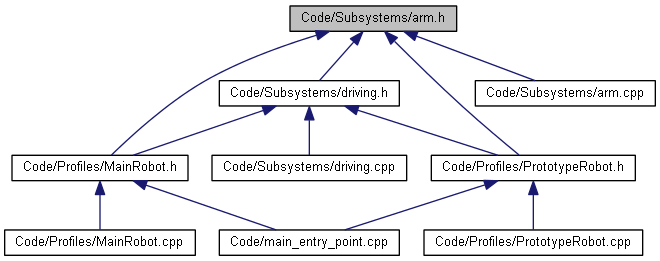 Code/Subsystems/arm.h
Code/Subsystems/driving.h
Code/Subsystems/arm.cpp
Code/Profiles/MainRobot.h
Code/Subsystems/driving.cpp
Code/Profiles/PrototypeRobot.h
Code/Profiles/MainRobot.cpp
Code/main_entry_point.cpp
Code/Profiles/PrototypeRobot.cpp